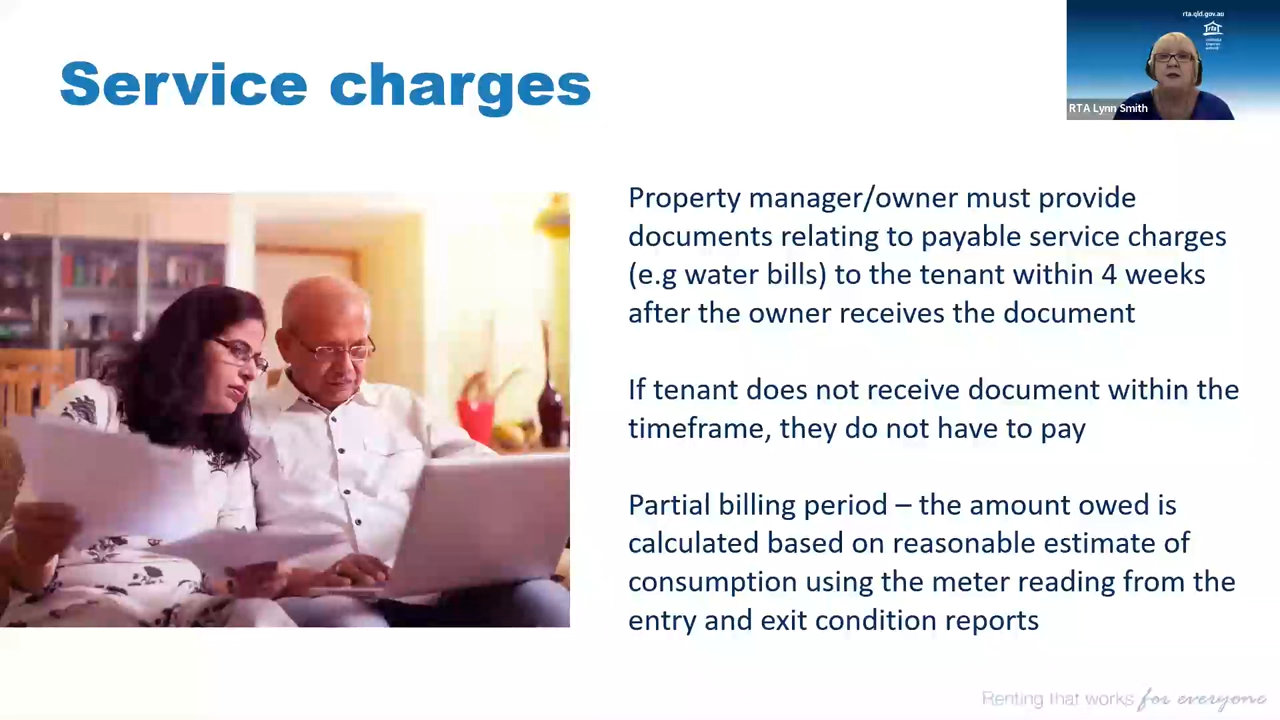 rta.qld.gov.au
rta
Service charges
RTA Lynn Smith
Property manager/owner must provide
documents relating to payable service charges
(e.g water bills) to the tenant within 4 weeks
after the owner receives the document
If tenant does not receive document within the
timeframe, they do not have to pay
Partial billing period – the amount owed is
calculated based on reasonable estimate of
consumption using the meter reading from the
entry and exit condition reports
Renting that works for everyone